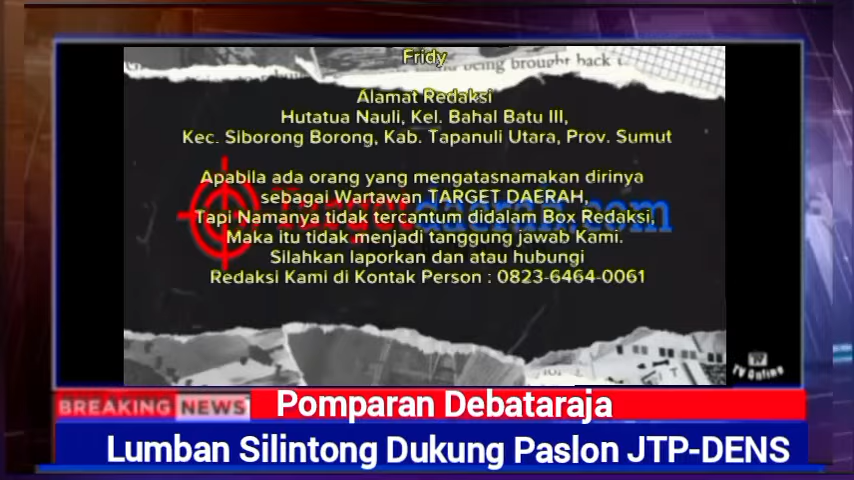 Fridy
being brought back t
Alamat Redaksi
Hutatua Nauli, Kel. Bahal Batu III,
Kec. Siborong Borong, Kab. Tapanuli Utara, Prov. Sumut
Apabila ada orang yang mengatasnamakan dirinya
sebagai Wartawan TARGET DAERAH,
Tapi Namanya tidak tercantum didalam Box Redaksi,
Targetdaerah.com
Maka itu tidak menjadi tanggung jawab Kami.
Silahkan laporkan dan atau hubungi
Redaksi Kami di Kontak Person : 0823-6464-0061
TV Online
BREAKING NEWS
Pomparan Debataraja
Lumban Silintong Dukung Paslon JTP-DENS